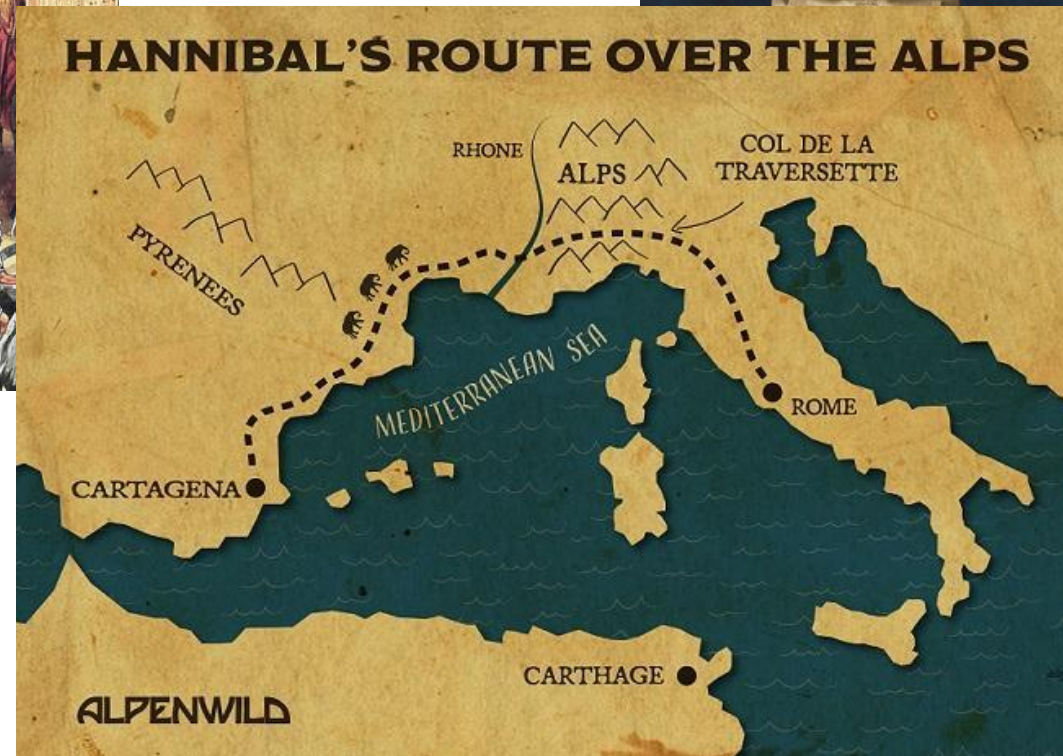 HANNIBAL'S ROUTE OVER THE ALPS
RHONE
COL DE LA
TRAVERSETTE
ALPS
PYRENEES
MEDITERRANEAN SEA
ROME
CARTAGENA
CARTHAGE
ALPENWILD